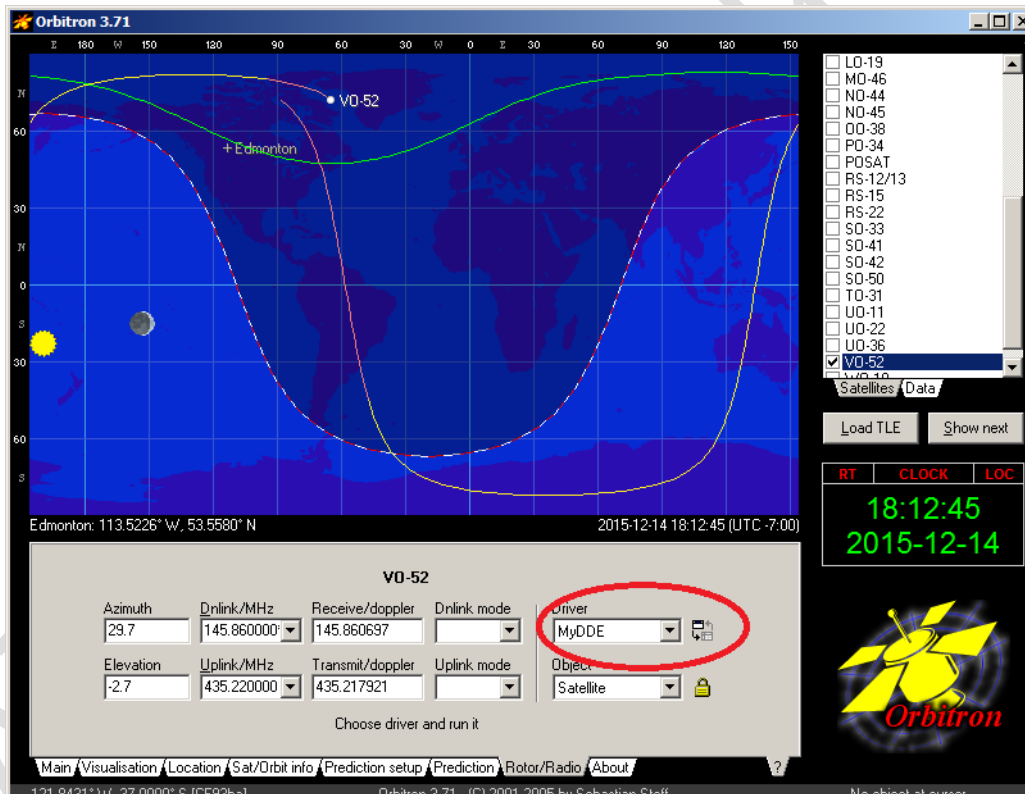 Orbitron 3.71
E 180 W 150 120 90 60 30 W 0 E 30 60 90 120 150
N
60
30
N
0
S
30
60
S
VO-52
+Edmonton
LO-19
MO-46
NO-44
NO-45
OO-38
PO-34
POSAT
RS-12/13
RS-15
RS-22
SO-33
SO-41
SO-42
SO-50
TO-31
UO-11
UO-22
UO-36
VO-52
Satellites Data
Load TLE Show next
RT CLOCK LOC
18:12:45
2015-12-14
Edmonton: 113.5226° W, 53.5580° N 2015-12-14 18:12:45 (UTC -7:00)
VO-52
Azimuth Dnlink/MHz Receive/doppler Dnlink mode Driver
29.7 145.860000 145.860697 MyDDE
Elevation Uplink/MHz Transmit/doppler Uplink mode Object
-2.7 435.220000 435.217921 Satellite
Choose driver and run it
Orbitron
Main Visualisation Location Sat/Orbit info Prediction setup Prediction Rotor/Radio About ?
Orbitron 3.71 (C) 2001-2005 by Sebastian Stoff No object at cursor